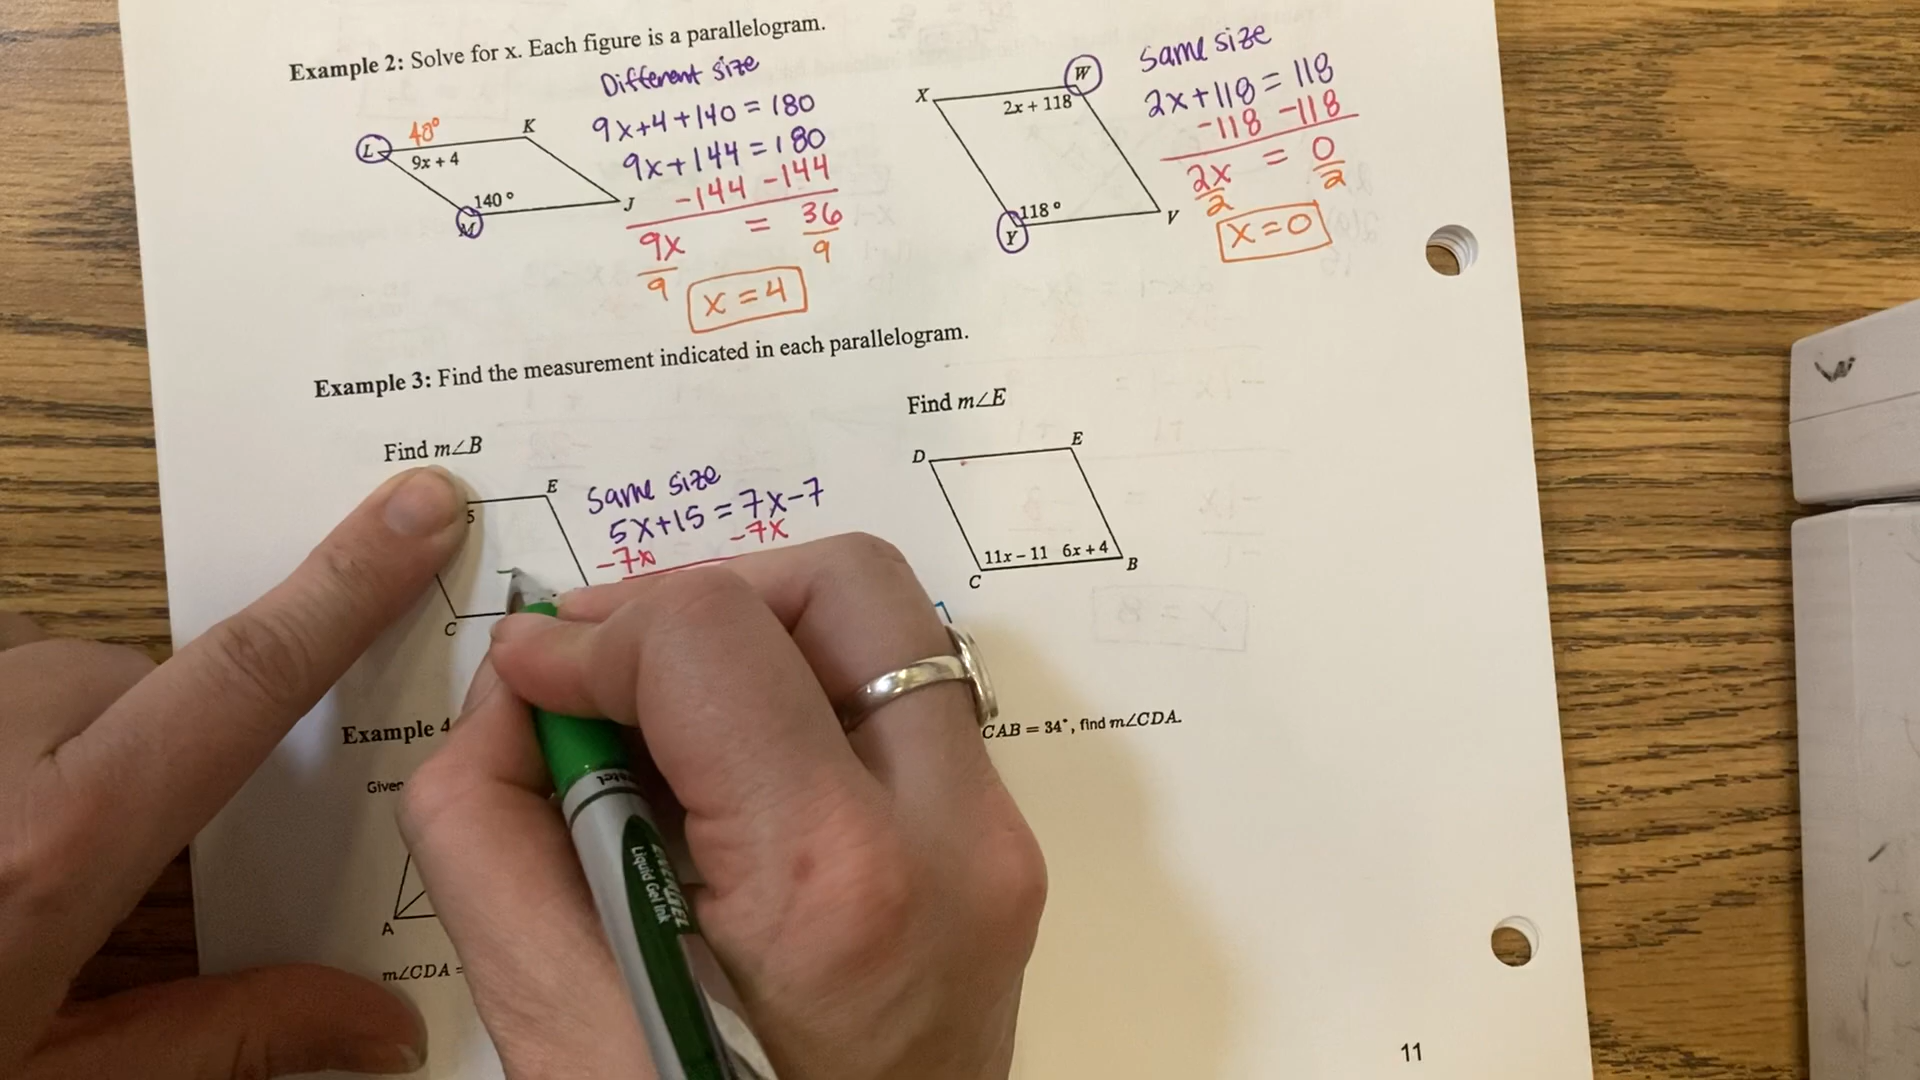 Example 2: Solve for x. Each figure is a parallelogram.
Different size
9x+4+140=180
9x+144=180
-144 -144
9x = 36
9 9
x=4
L
40°
K
9x + 4
140°
J
M
X
W
2x + 118
118°
Y
V
Same size
2x+118=118
-118 -118
2x = 0
2 2
x=0
Example 3: Find the measurement indicated in each parallelogram.
Find m∠B
E
5
C
Same size
5x+15=7x-7
-7x -7x
Find m∠E
D
E
11x - 11 6x + 4
C
B
Example 4
CAB = 34°, find m∠CDA.
Given
A
m∠CDA =
Liquid Gel Ink
11